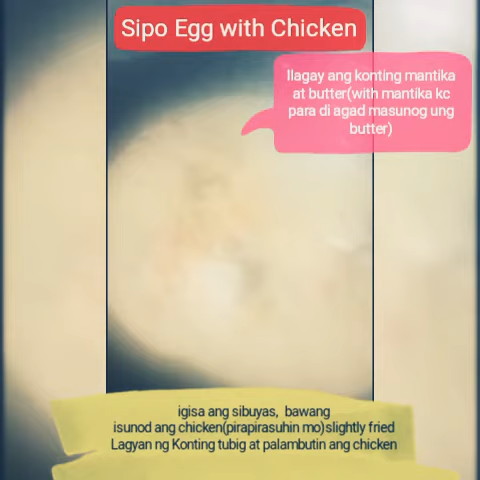 Sipo Egg with Chicken
Ilagay ang konting mantika
at butter(with mantika kc
para di agad masunog ung
butter)
igisa ang sibuyas, bawang
isunod ang chicken(pirapirasuhin mo)slightly fried
Lagyan ng Konting tubig at palambutin ang chicken